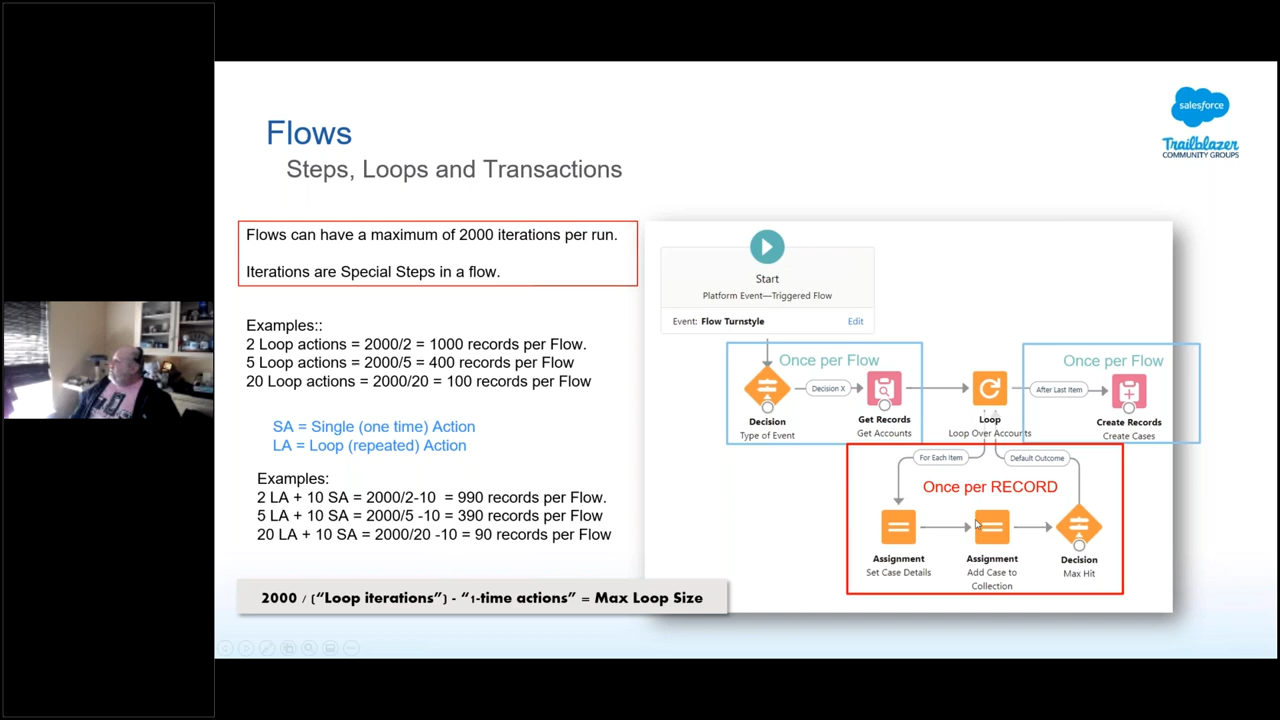 Flows
Steps, Loops and Transactions
salesforce
Trailblazer
COMMUNITY GROUPS
Flows can have a maximum of 2000 iterations per run.
Iterations are Special Steps in a flow.
Examples::
2 Loop actions = 2000/2 = 1000 records per Flow.
5 Loop actions = 2000/5 = 400 records per Flow
20 Loop actions = 2000/20 = 100 records per Flow
SA = Single (one time) Action
LA = Loop (repeated) Action
Examples:
2 LA + 10 SA = 2000/2-10 = 990 records per Flow.
5 LA + 10 SA = 2000/5 -10 = 390 records per Flow
20 LA + 10 SA = 2000/20 -10 = 90 records per Flow
2000 / ("Loop iterations") - "1-time actions" = Max Loop Size
Start
Platform Event—Triggered Flow
Event: Flow Turnstyle Edit
Once per Flow
Decision X
Decision
Type of Event
Get Records
Get Accounts
Loop
Loop Over Accounts
Once per Flow
After Last Item
Create Records
Create Cases
For Each Item
Default Outcome
Once per RECORD
Assignment
Set Case Details
Assignment
Add Case to
Collection
Decision
Max Hit